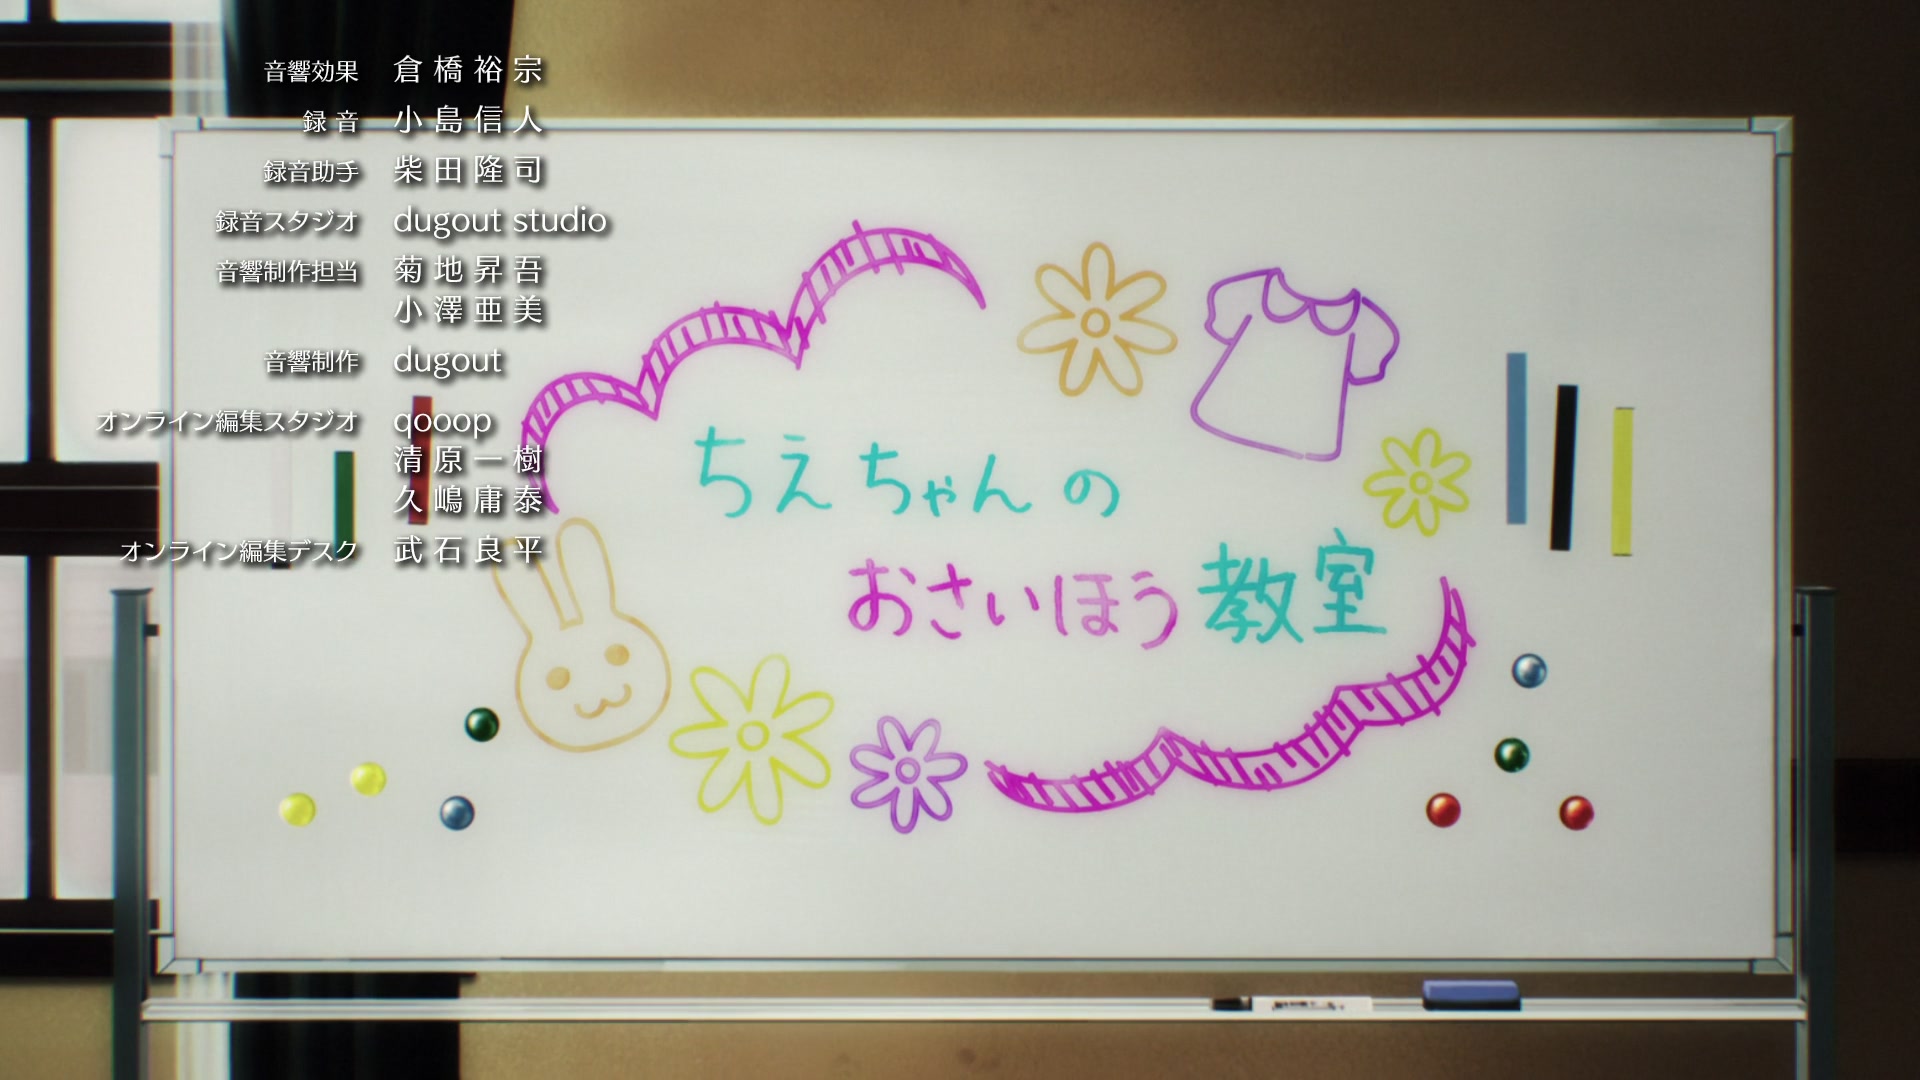 音響効果 倉橋裕宗
録音 小島信人
録音助手 柴田隆司
録音スタジオ dugout studio
音響制作担当 菊地昇吾
小澤亜美
音響制作 dugout
オンライン編集スタジオ qooop
清原一樹
久嶋庸泰
オンライン編集デスク 武石良平
ちえちゃんの
おさいほう教室